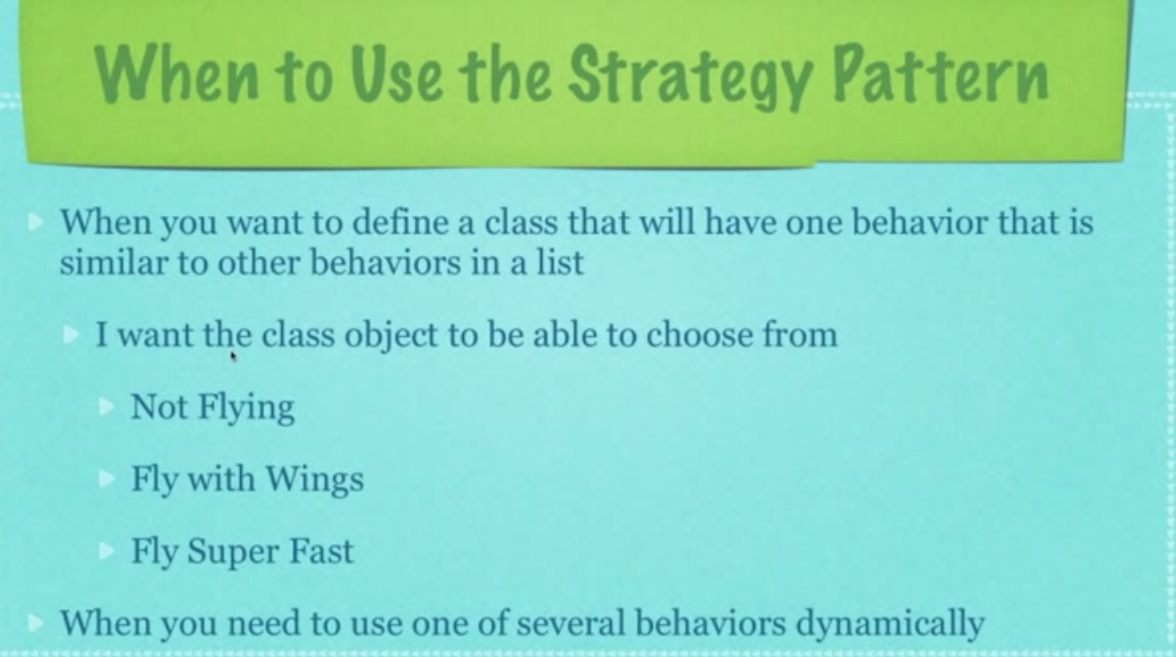 When to Use the Strategy Pattern
When you want to define a class that will have one behavior that is
similar to other behaviors in a list
I want the class object to be able to choose from
Not Flying
Fly with Wings
Fly Super Fast
When you need to use one of several behaviors dynamically